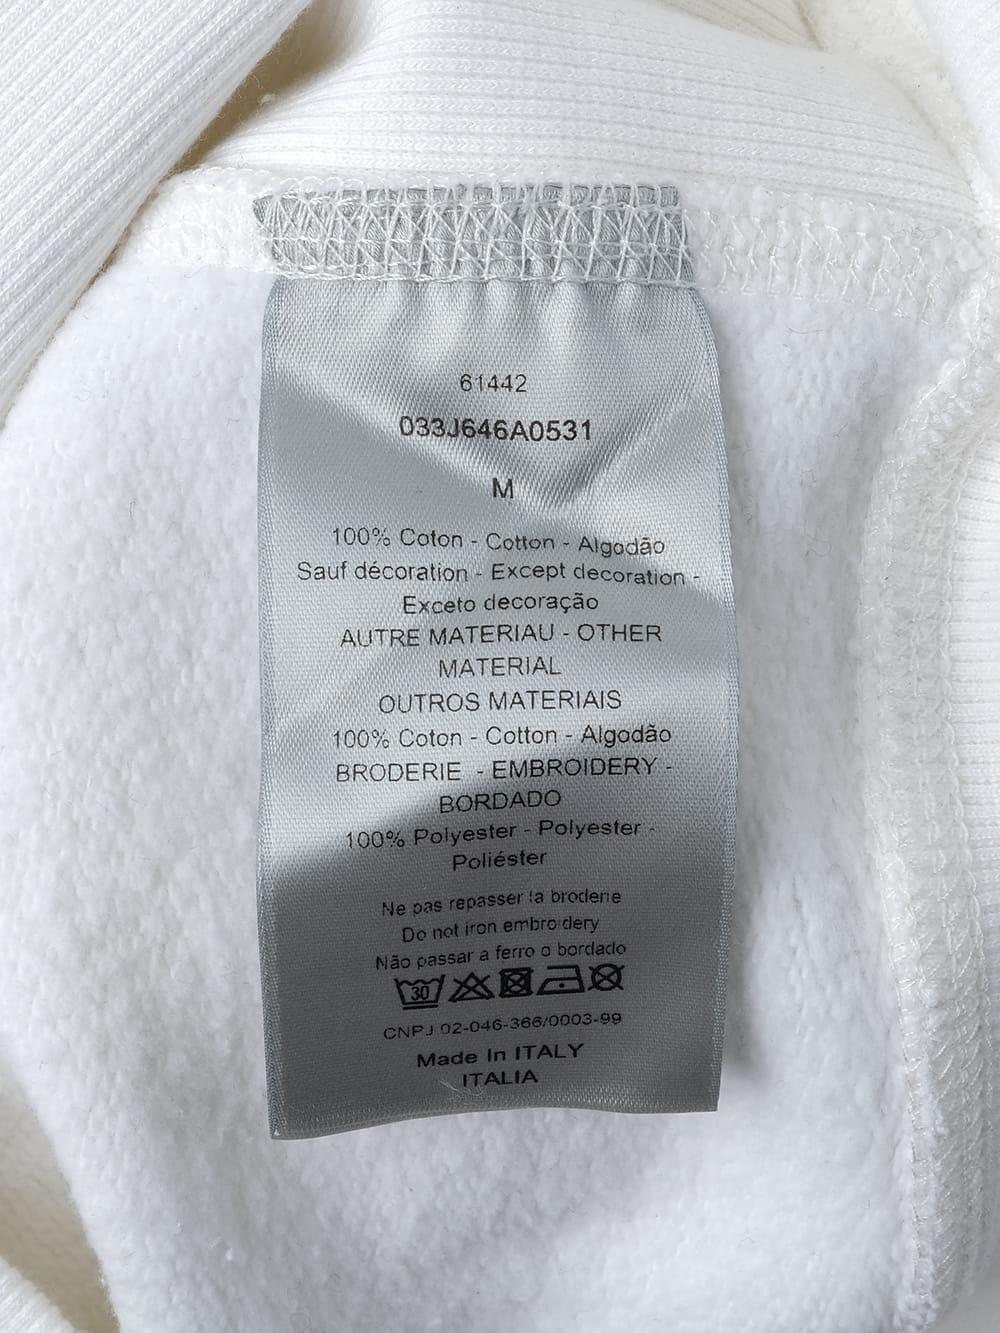 61442
033J646A0531
M
100% Coton - Cotton - Algodão
Sauf décoration - Except decoration -
Exceto decoração
AUTRE MATERIAU - OTHER
MATERIAL
OUTROS MATERIAIS
100% Coton - Cotton - Algodão
BRODERIE - EMBROIDERY -
BORDADO
100% Polyester - Polyester -
Poliéster
Ne pas repasser la broderie
Do not iron embroidery
Não passar a ferro o bordado
30
CNPJ 02-046-366/0003-99
Made In ITALY
ITALIA